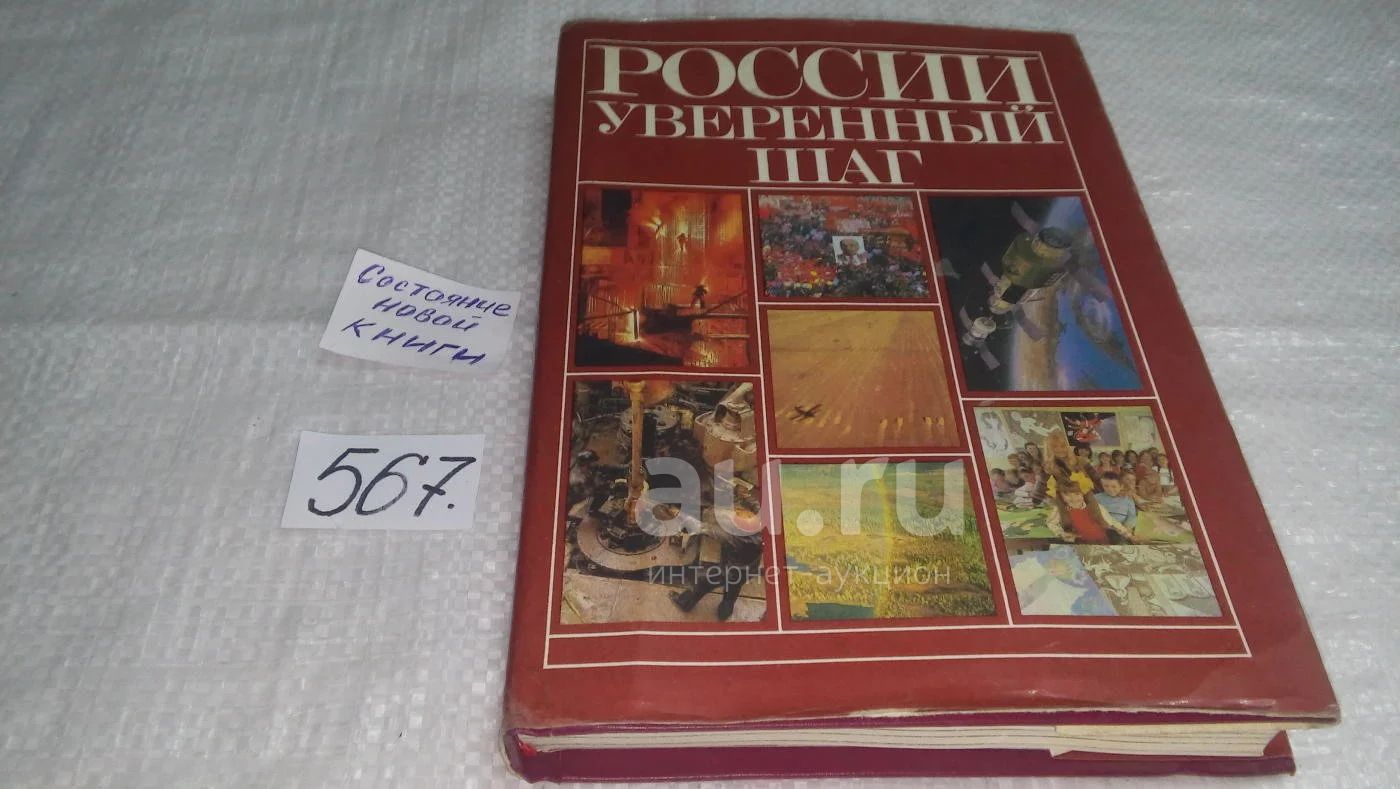 РОССИИ
УВЕРЕННЫЙ
ШАГ
Состояние
новой
книги
567.
au.ru
интернет-аукцион